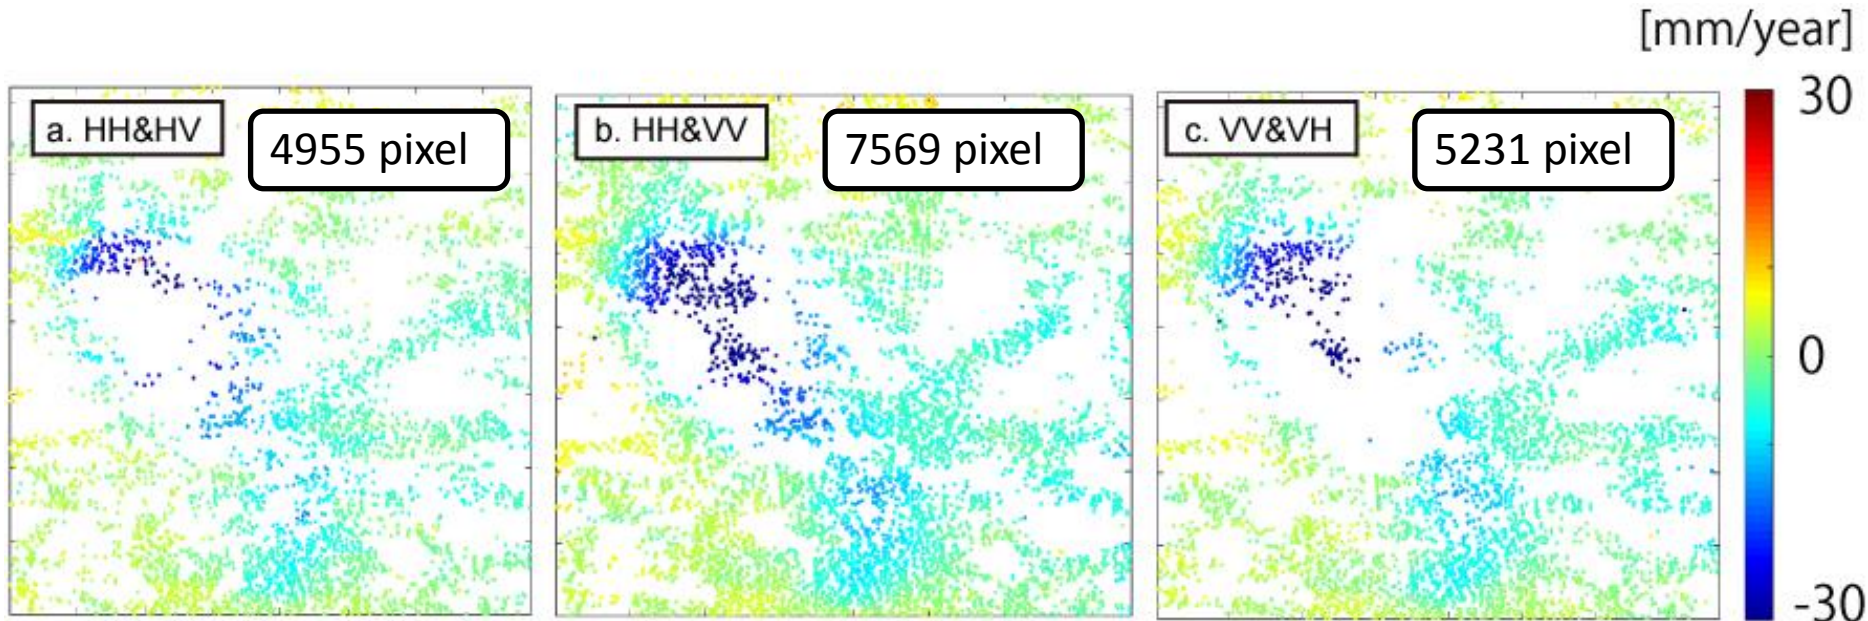 [mm/year]
a. HH&HV
4955 pixel
b. HH&VV
7569 pixel
c. VV&VH
5231 pixel
30
0
-30